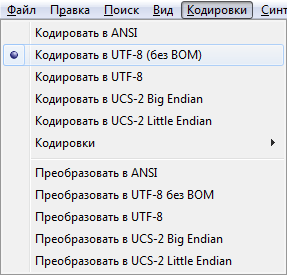 Файл Правка Поиск Вид Кодировки Синт
Кодировать в ANSI
Кодировать в UTF-8 (без BOM)
Кодировать в UTF-8
Кодировать в UCS-2 Big Endian
Кодировать в UCS-2 Little Endian
Кодировки
Преобразовать в ANSI
Преобразовать в UTF-8 без BOM
Преобразовать в UTF-8
Преобразовать в UCS-2 Big Endian
Преобразовать в UCS-2 Little Endian